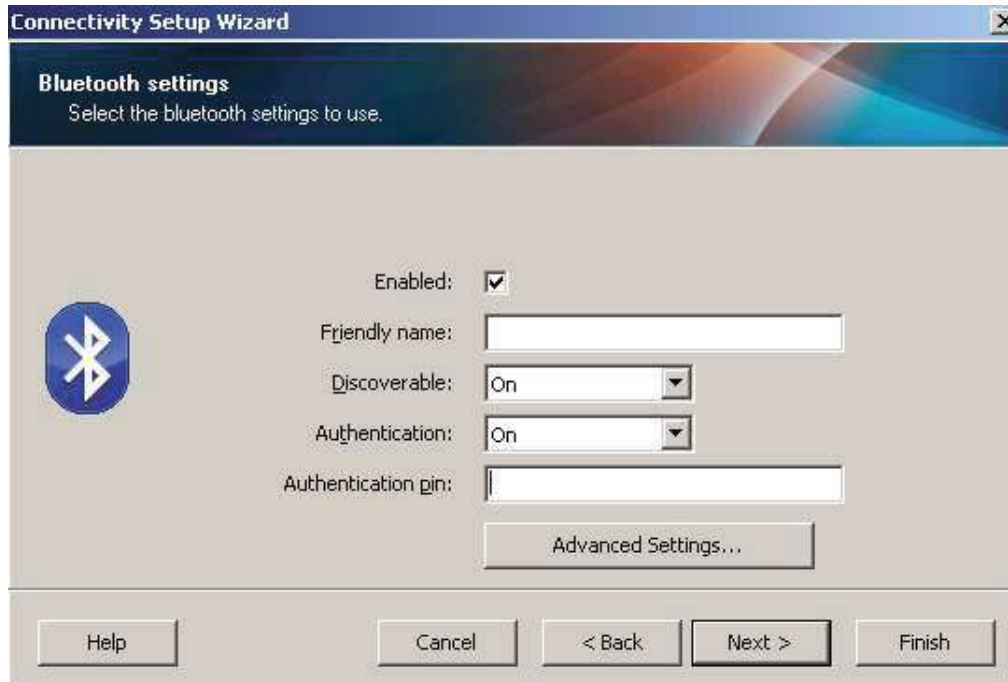 Connectivity Setup Wizard
Bluetooth settings
Select the bluetooth settings to use.
Enabled:
Friendly name:
Discoverable: On
Authentication: On
Authentication pin:
Advanced Settings...
Help Cancel < Back Next > Finish